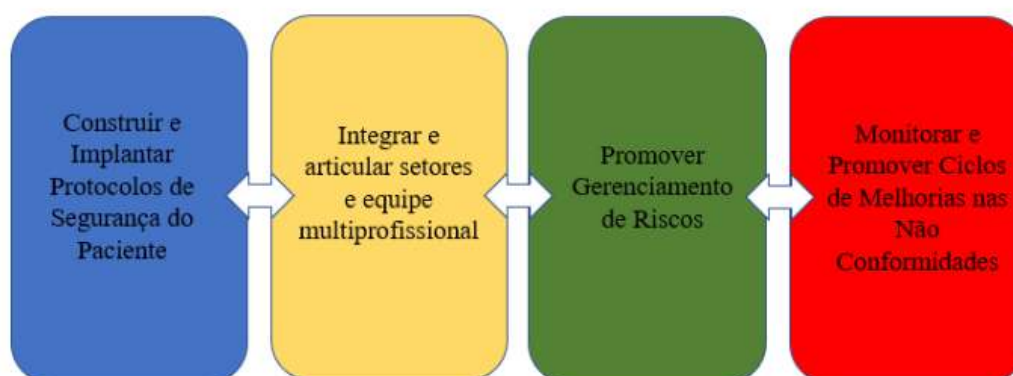 Construir e
Implantar
Protocolos de
Segurança do
Paciente
Integrar e
articular setores
e equipe
multiprofissional
Promover
Gerenciamento
de Riscos
Monitorar e
Promover Ciclos
de Melhorias nas
Não
Conformidades